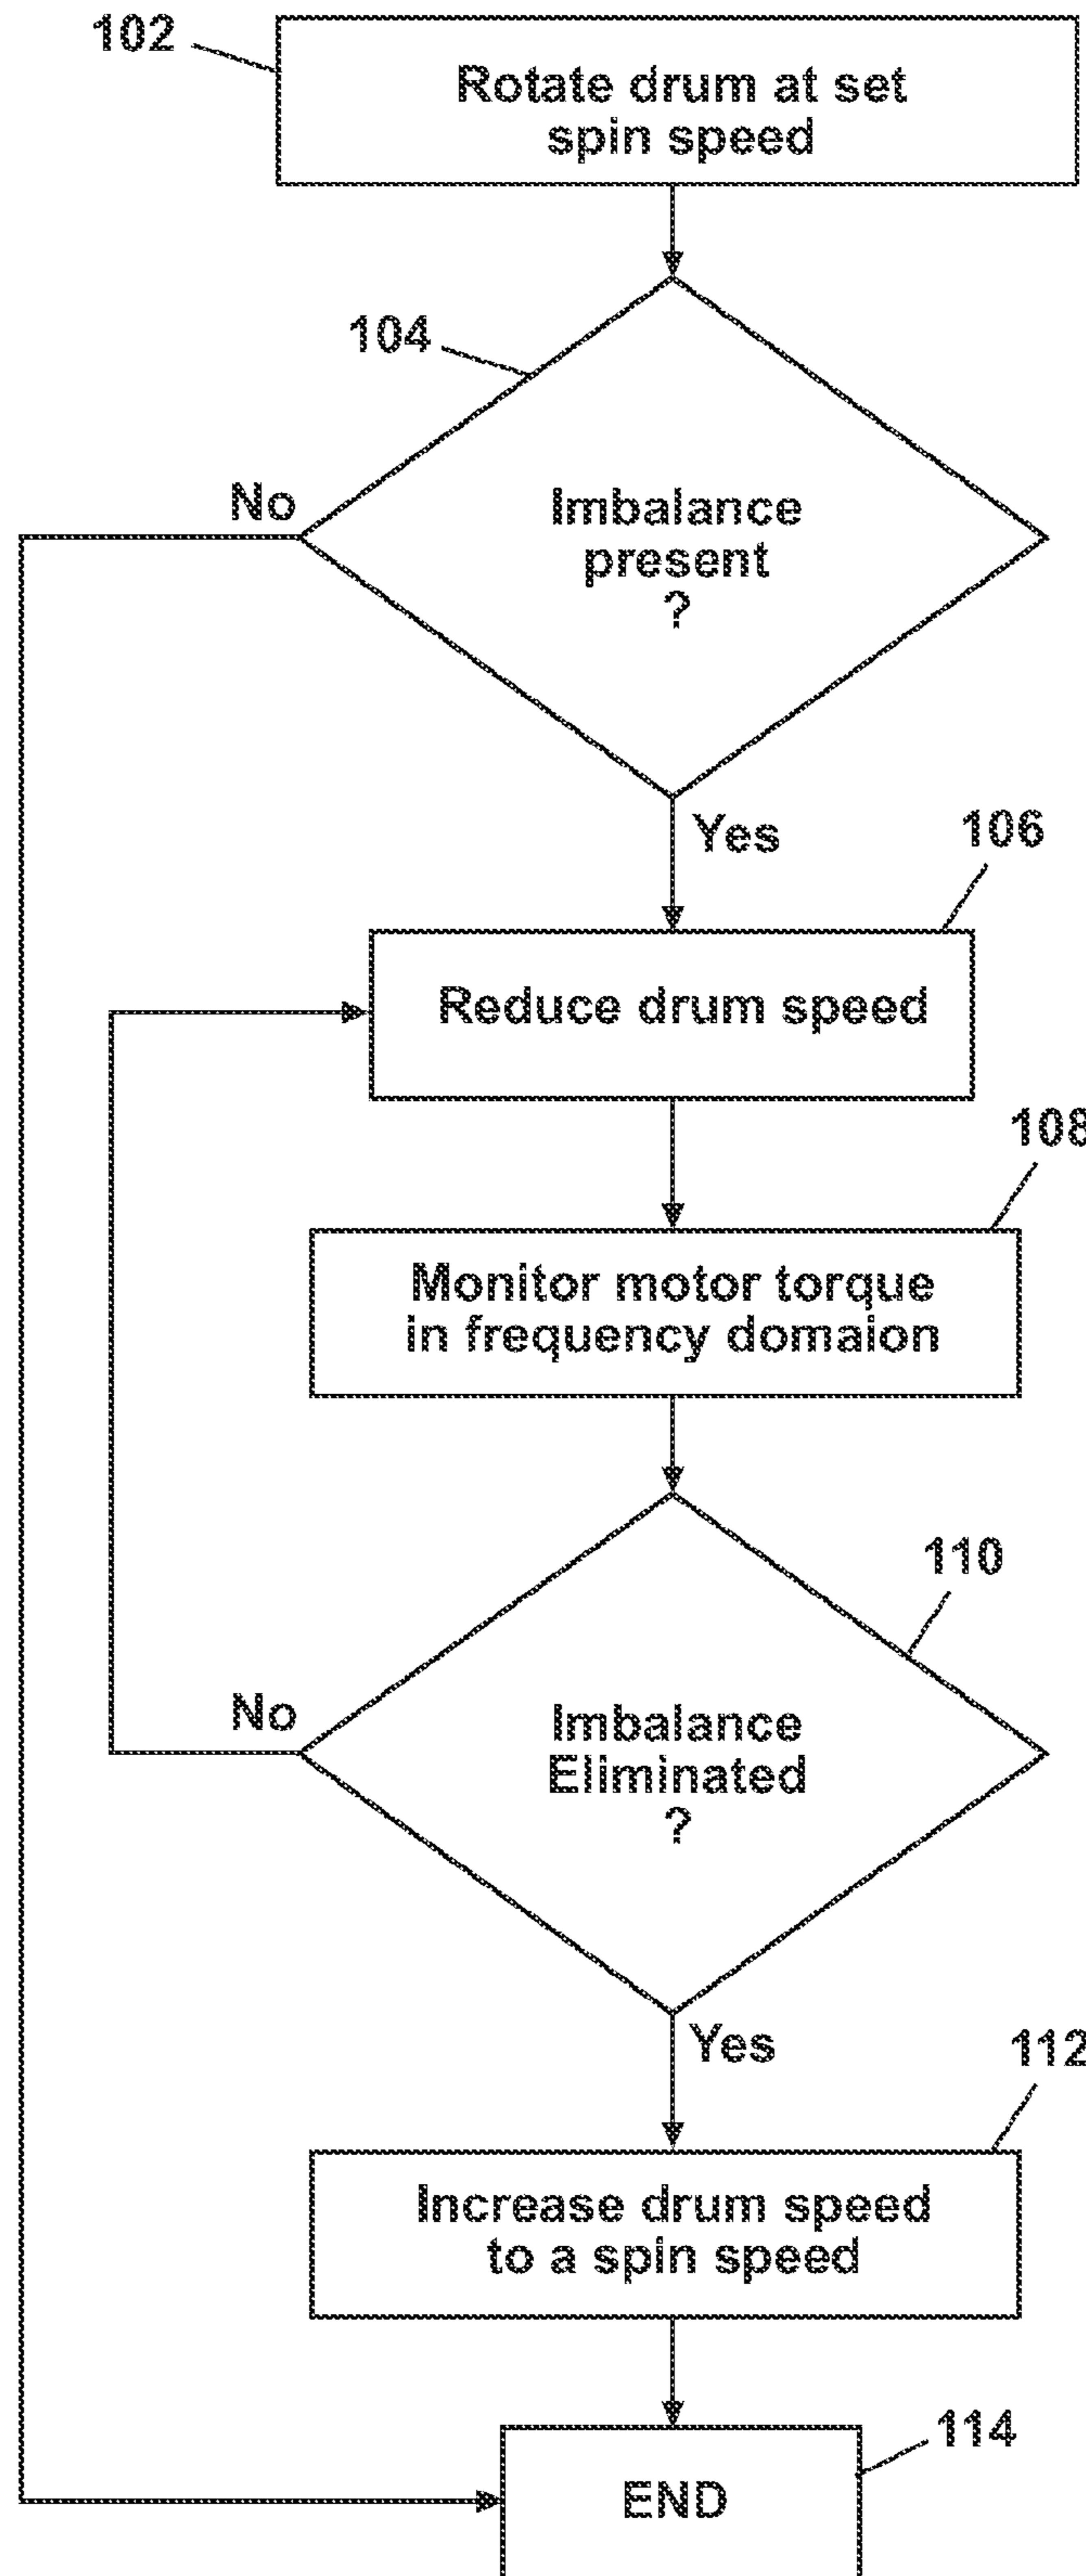 102
Rotate drum at set
spin speed
104
No
Imbalance
present
?
Yes
106
Reduce drum speed
108
Monitor motor torque
in frequency domaion
110
No
Imbalance
Eliminated
?
Yes
112
Increase drum speed
to a spin speed
114
END